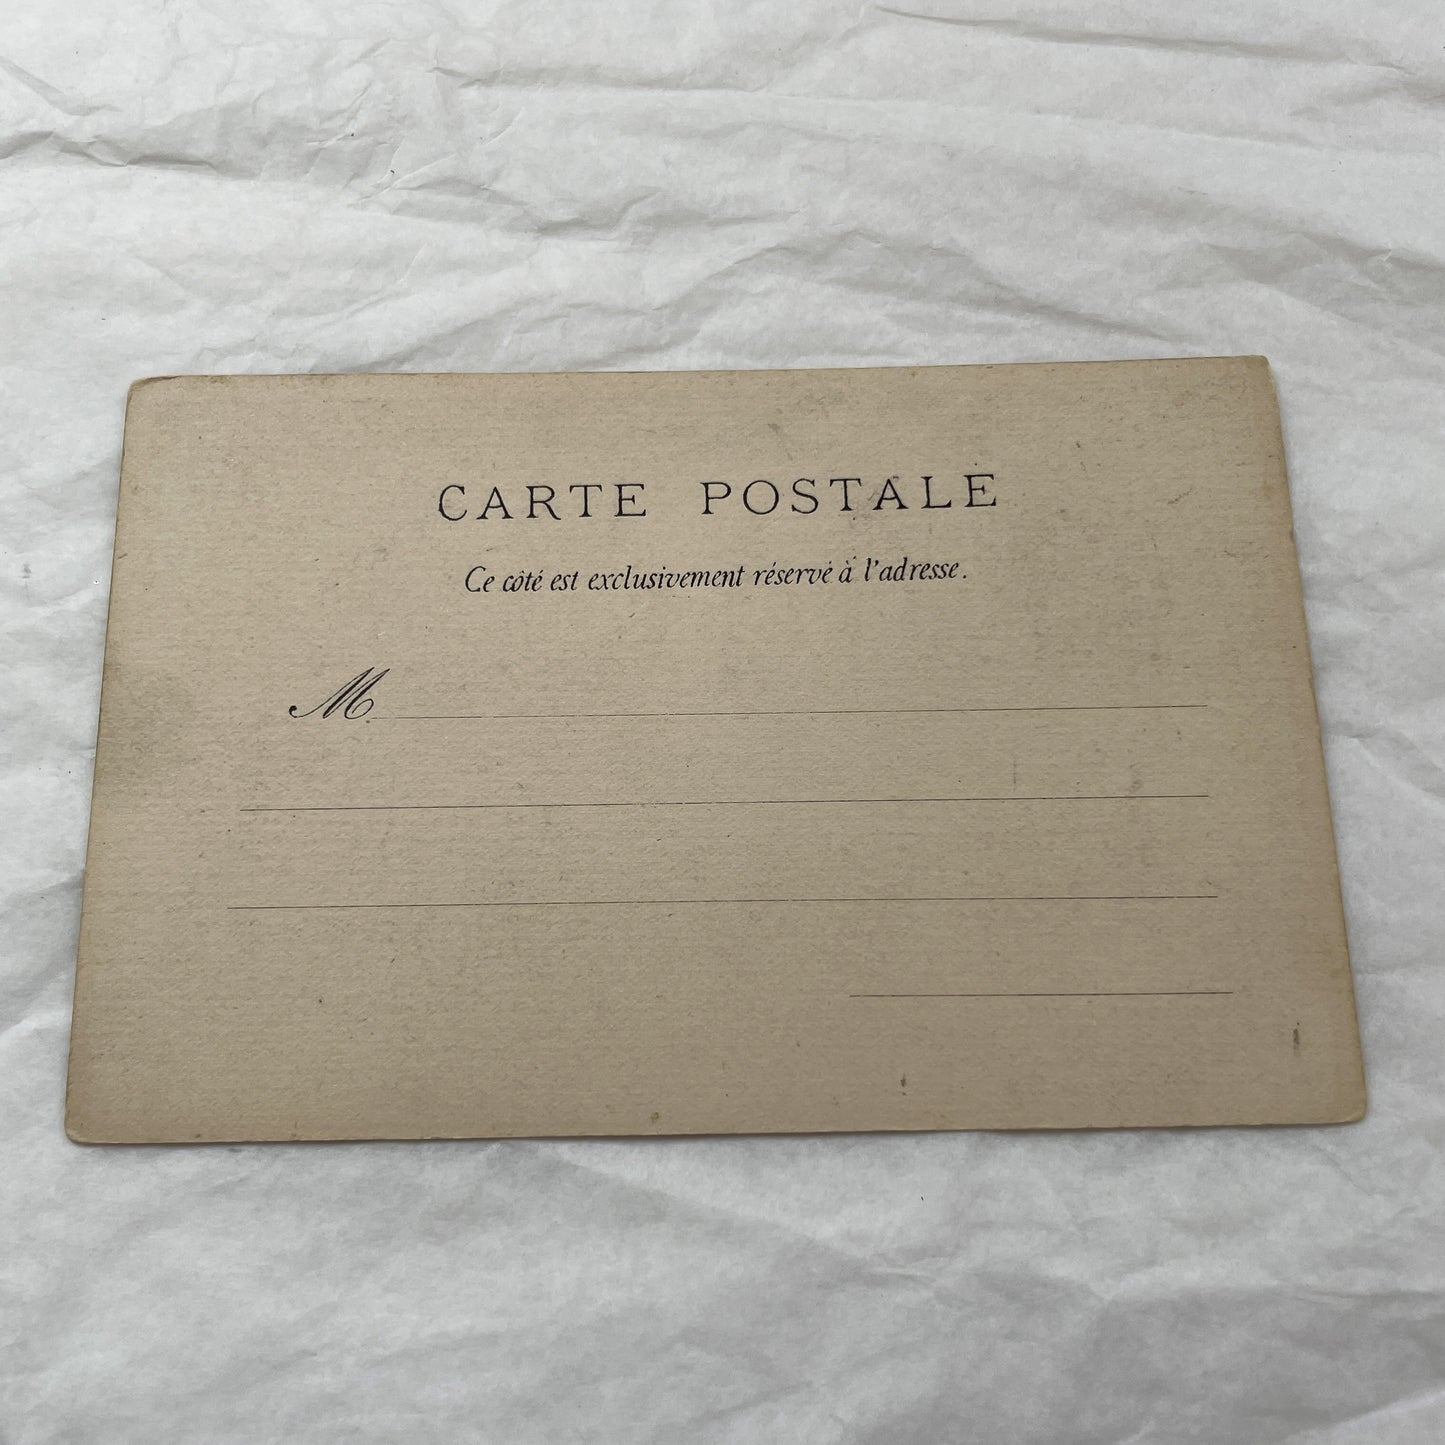 CARTE POSTALE
Ce côté est exclusivement réservé à l'adresse.
M